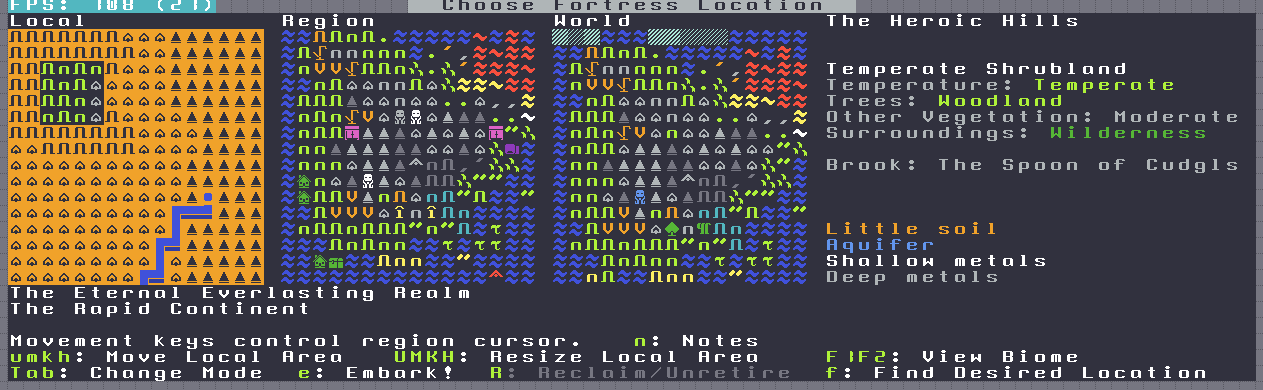 FPS: 108 (21)
Choose Fortress Location
Local
Region
World
The Heroic Hills
Temperate Shrubland
Temperature: Temperate
Trees: Woodland
Other Vegetation: Moderate
Surroundings: Wilderness
Brook: The Spoon of Cudgls
Little soil
Aquifer
Shallow metals
Deep metals
The Eternal Everlasting Realm
The Rapid Continent
Movement keys control region cursor. n: Notes
umkh: Move Local Area UMKH: Resize Local Area F1F2: View Biome
Tab: Change Mode e: Embark! R: Reclaim/Unretire f: Find Desired Location